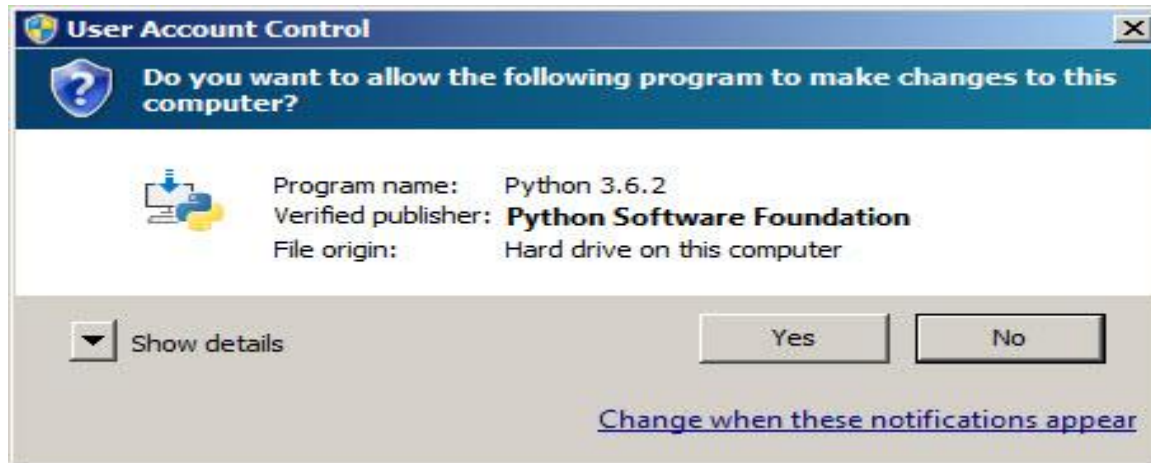 User Account Control
Do you want to allow the following program to make changes to this
computer?
Program name: Python 3.6.2
Verified publisher: Python Software Foundation
File origin: Hard drive on this computer
Show details
Yes
No
Change when these notifications appear